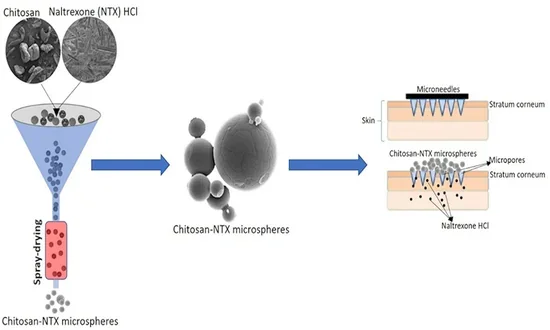 Chitosan
Naltrexone (NTX) HCl
Spray-drying
Chitosan-NTX microspheres
Chitosan-NTX microspheres
Microneedles
Stratum corneum
Skin
Chitosan-NTX microspheres
Micropores
Stratum corneum
Naltrexone HCl